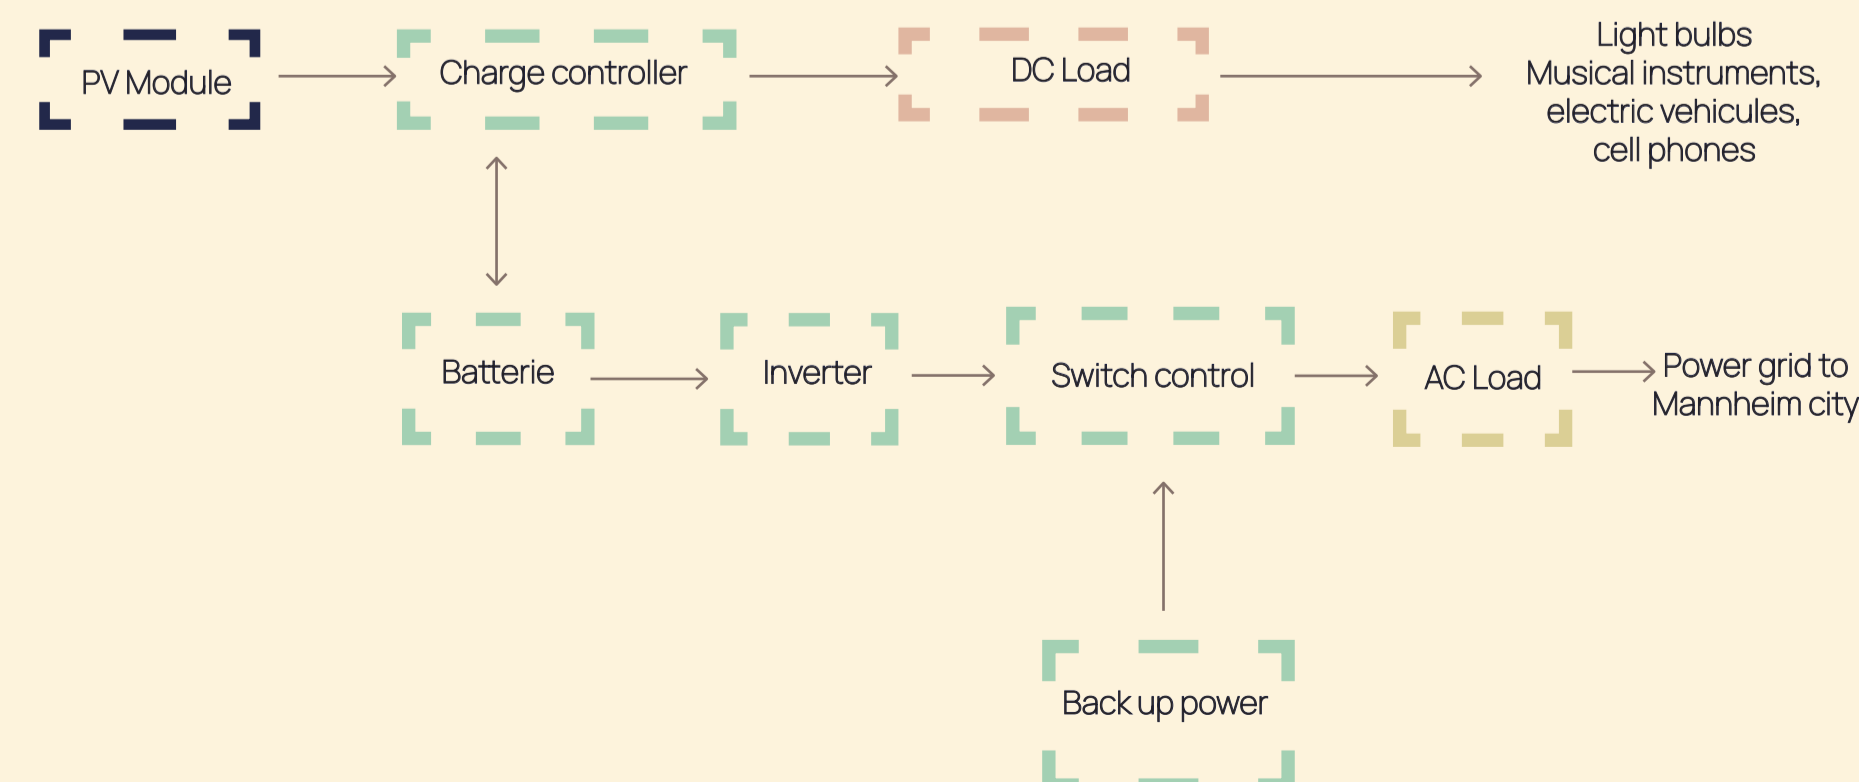 PV Module
Charge controller
DC Load
Light bulbs
Musical instruments,
electric vehicules,
cell phones
Batterie
Inverter
Switch control
AC Load
Power grid to
Mannheim city
Back up power